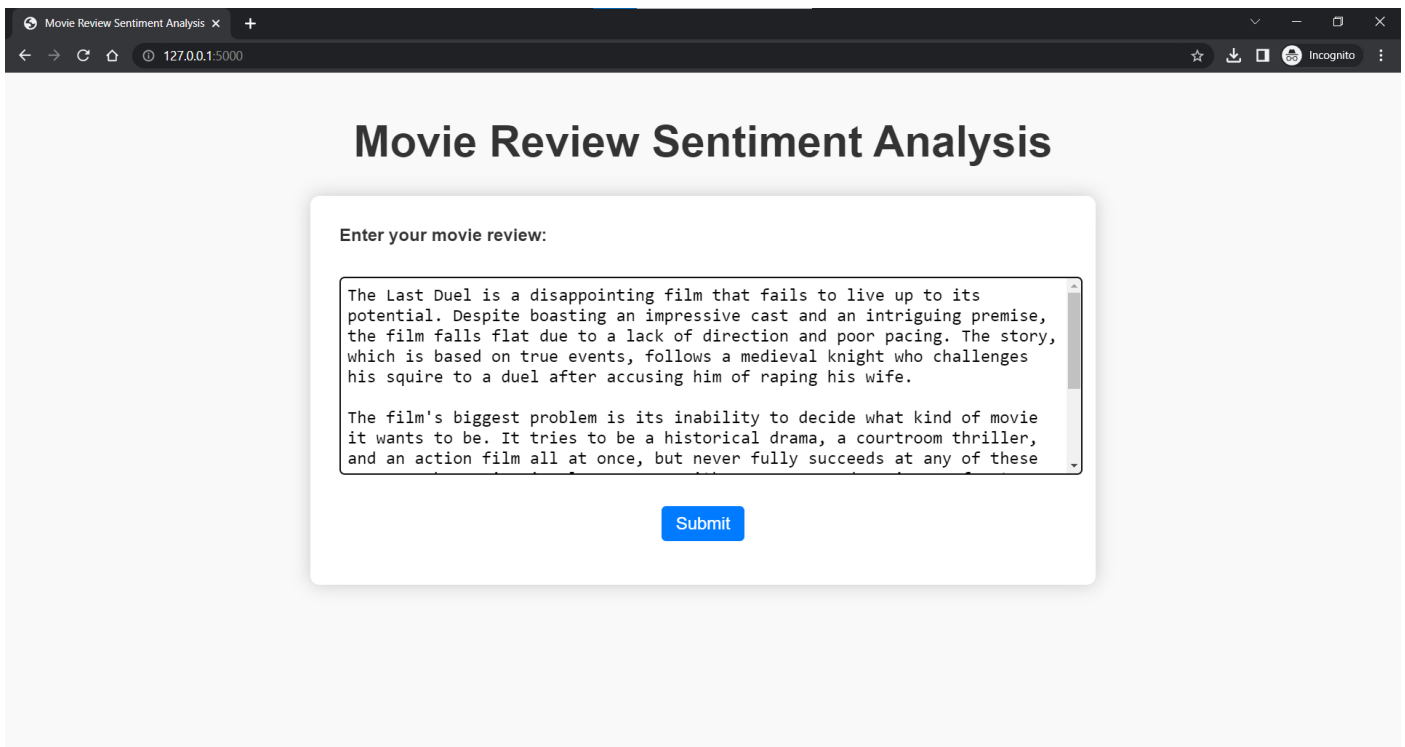 Movie Review Sentiment Analysis
127.0.0.1:5000
Incognito
Movie Review Sentiment Analysis
Enter your movie review:
The Last Duel is a disappointing film that fails to live up to its
potential. Despite boasting an impressive cast and an intriguing premise,
the film falls flat due to a lack of direction and poor pacing. The story,
which is based on true events, follows a medieval knight who challenges
his squire to a duel after accusing him of raping his wife.
The film's biggest problem is its inability to decide what kind of movie
it wants to be. It tries to be a historical drama, a courtroom thriller,
and an action film all at once, but never fully succeeds at any of these
Submit